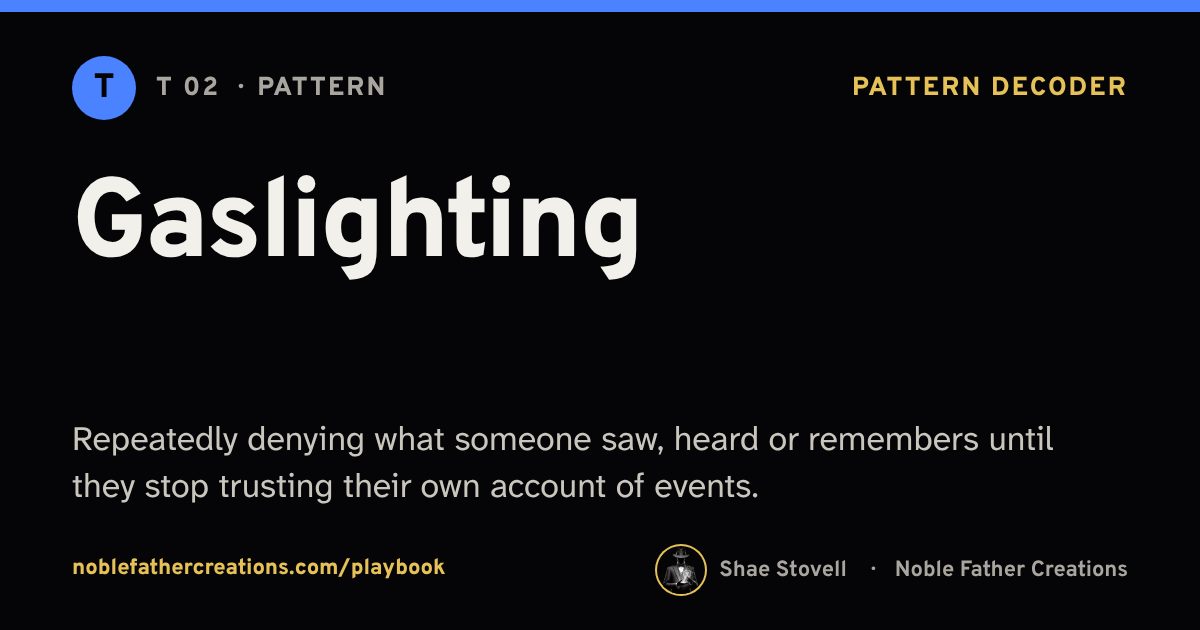 T
T 02 · PATTERN
PATTERN DECODER
Gaslighting
Repeatedly denying what someone saw, heard or remembers until
they stop trusting their own account of events.
noblefathercreations.com/playbook
Shae Stovell · Noble Father Creations